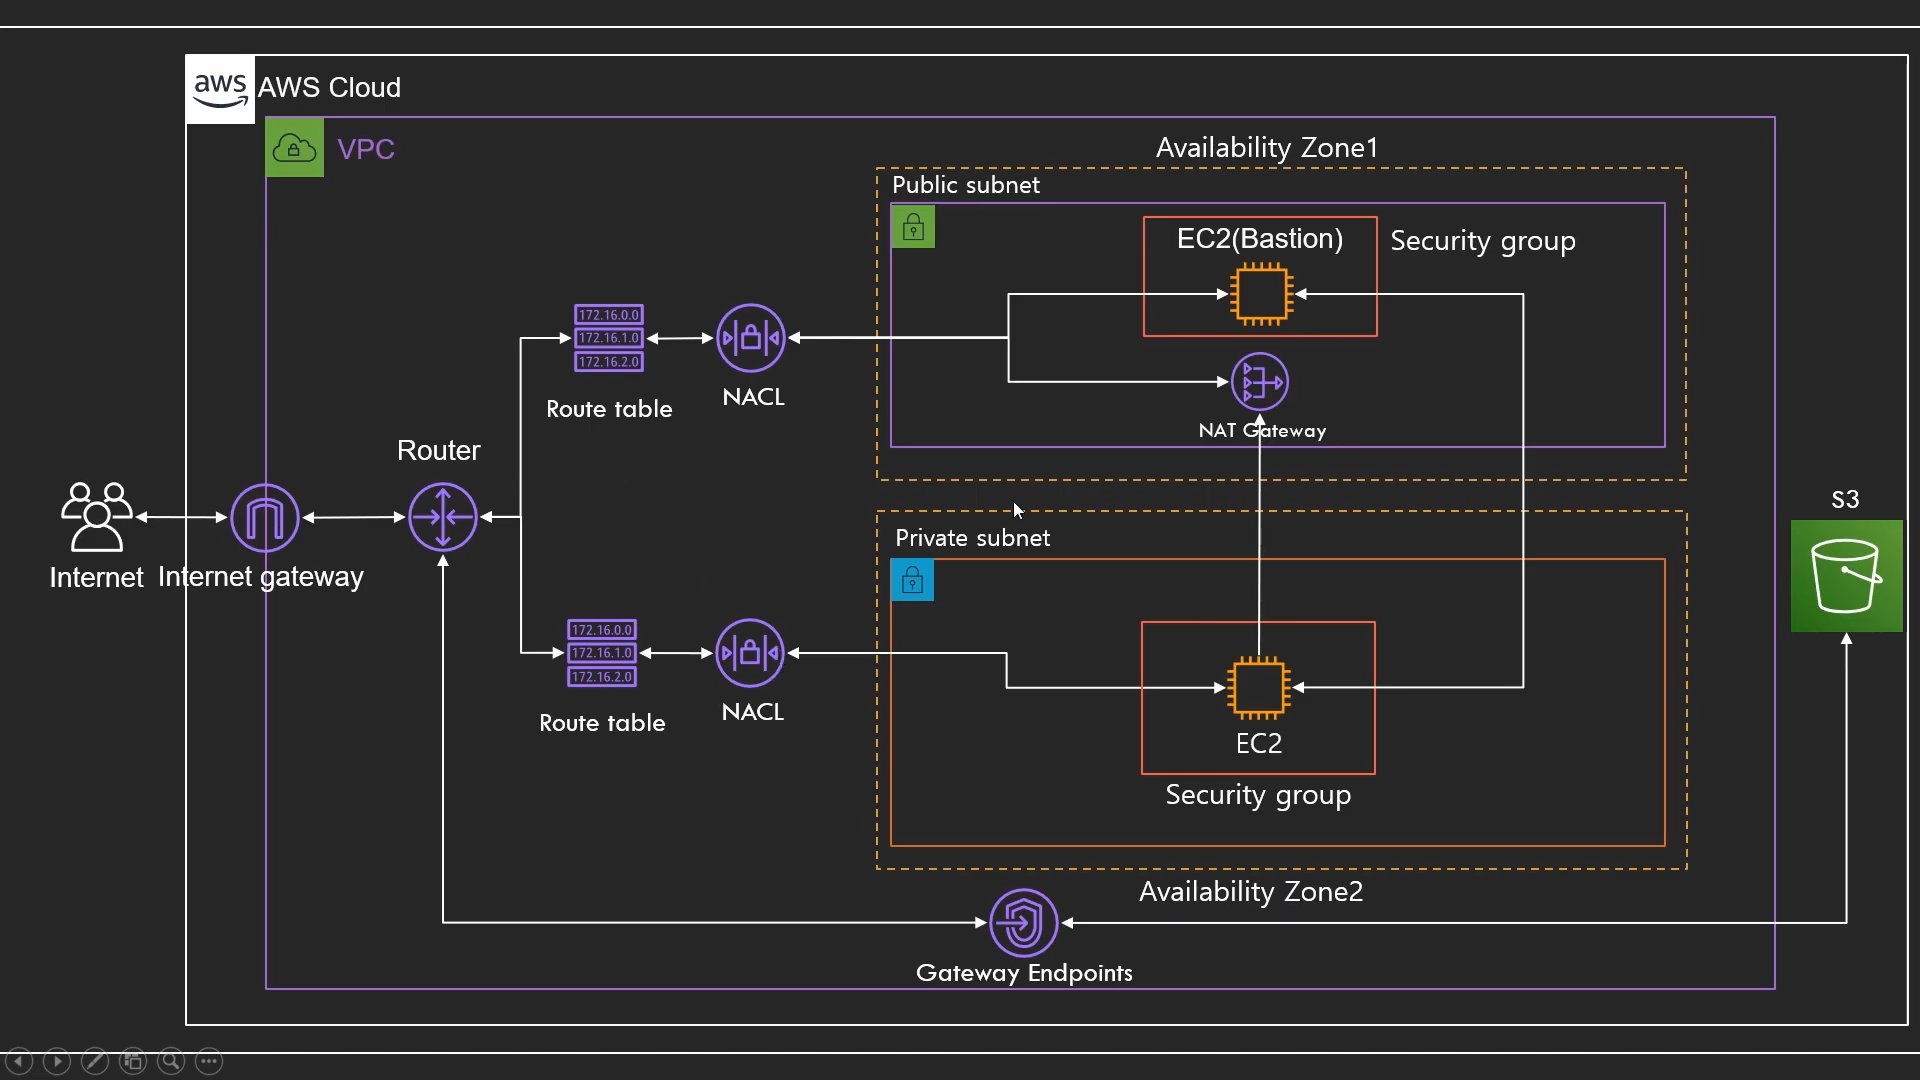 aws
AWS Cloud
VPC
Availability Zone1
Public subnet
EC2(Bastion)
Security group
172.16.0.0
172.16.1.0
172.16.2.0
Route table
NACL
NAT Gateway
Router
Internet
Internet gateway
S3
Private subnet
172.16.0.0
172.16.1.0
172.16.2.0
Route table
NACL
EC2
Security group
Availability Zone2
Gateway Endpoints